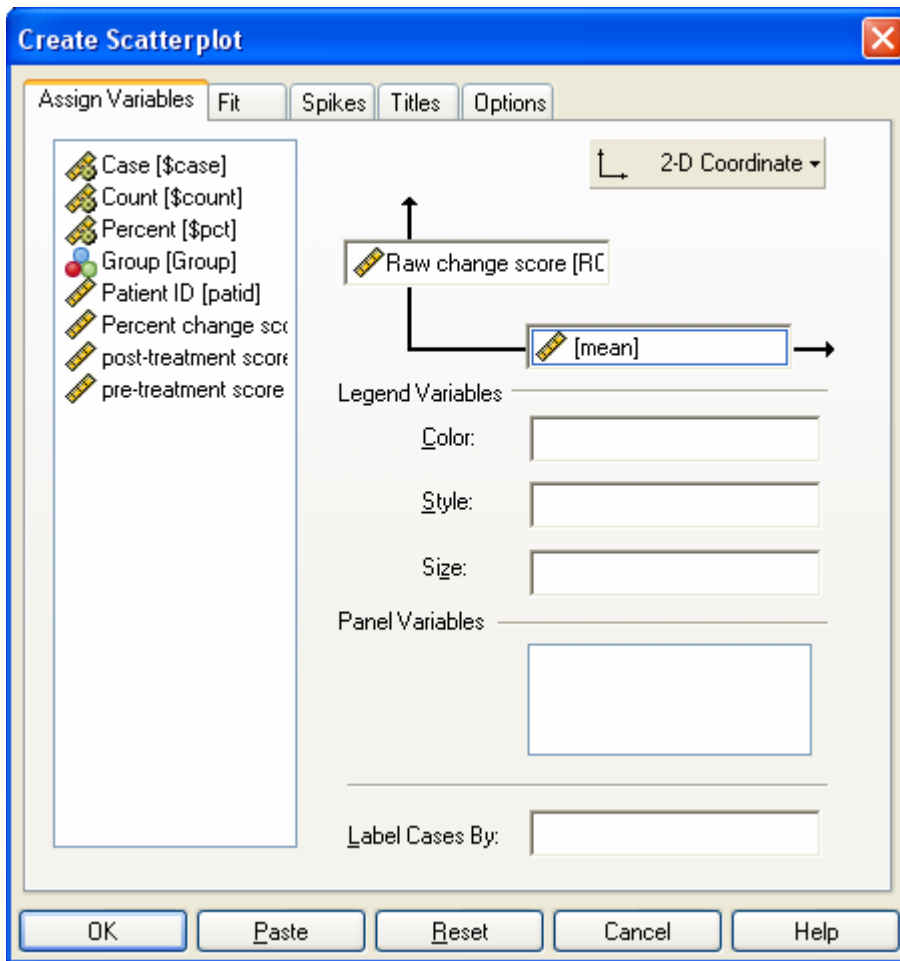 Create Scatterplot
Assign Variables Fit Spikes Titles Options
2-D Coordinate
Case [$case]
Count [$count]
Percent [$pct]
Group [Group]
Patient ID [patid]
Percent change sco
post-treatment score
pre-treatment score
Raw change score [RC
[mean]
Legend Variables
Color:
Style:
Size:
Panel Variables
Label Cases By:
OK Paste Reset Cancel Help